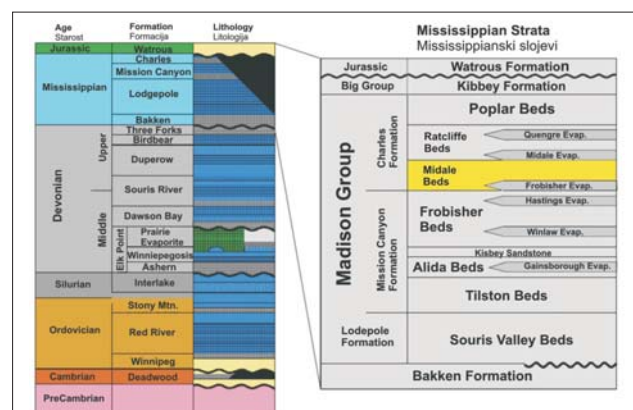 Age
Starost
Formation
Formacija
Lithology
Litologija
Jurassic
Watrous
Mississippian
Charles
Mission Canyon
Lodgepole
Bakken
Devonian
Upper
Three Forks
Birdbear
Duperow
Souris River
Middle
Dawson Bay
Elk Point
Prairie
Evaporite
Winnipegosis
Ashern
Silurian
Interlake
Ordovician
Stony Mtn.
Red River
Winnipeg
Cambrian
Deadwood
PreCambrian
Mississippian Strata
Mississippianski slojevi
Jurassic
Watrous Formation
Big Group
Kibbey Formation
Madison Group
Charles
Formation
Poplar Beds
Ratcliffe
Beds
Quengre Evap.
Midale Evap.
Midale
Beds
Frobisher Evap.
Mission Canyon
Formation
Hastings Evap.
Frobisher
Beds
Winlaw Evap.
Kisbey Sandstone
Alida Beds
Gainsborough Evap.
Tilston Beds
Lodepole
Formation
Souris Valley Beds
Bakken Formation